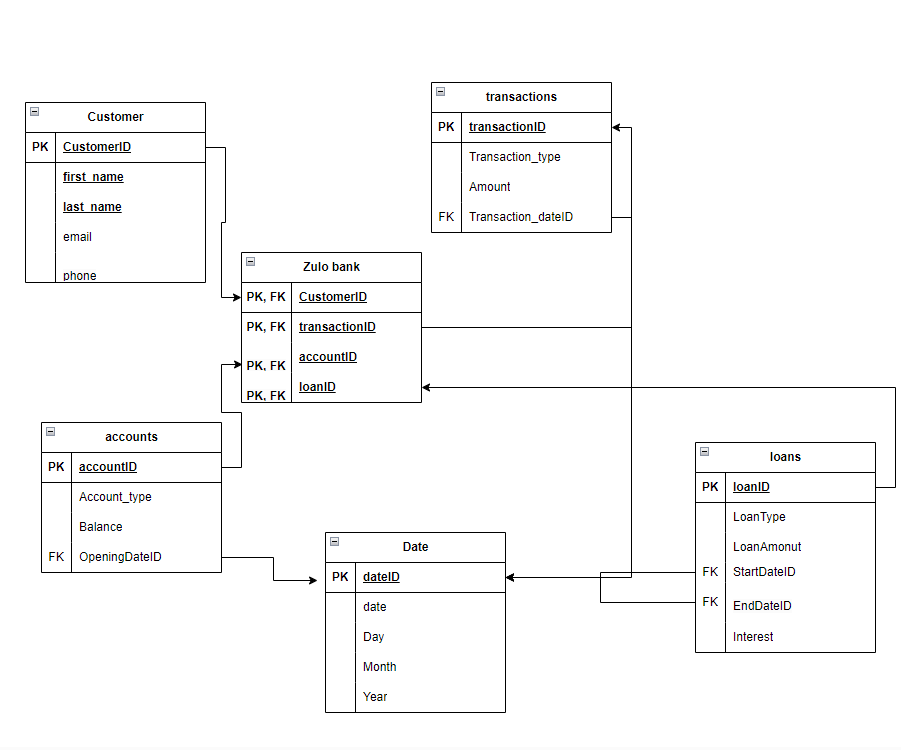 Customer
PK CustomerID
first_name
last_name
email
phone
transactions
PK transactionID
Transaction_type
Amount
FK Transaction_dateID
Zulo bank
PK, FK CustomerID
PK, FK transactionID
PK, FK accountID
PK, FK loanID
accounts
PK accountID
Account_type
Balance
FK OpeningDateID
Date
PK dateID
date
Day
Month
Year
loans
PK loanID
LoanType
LoanAmonut
FK StartDateID
FK EndDateID
Interest